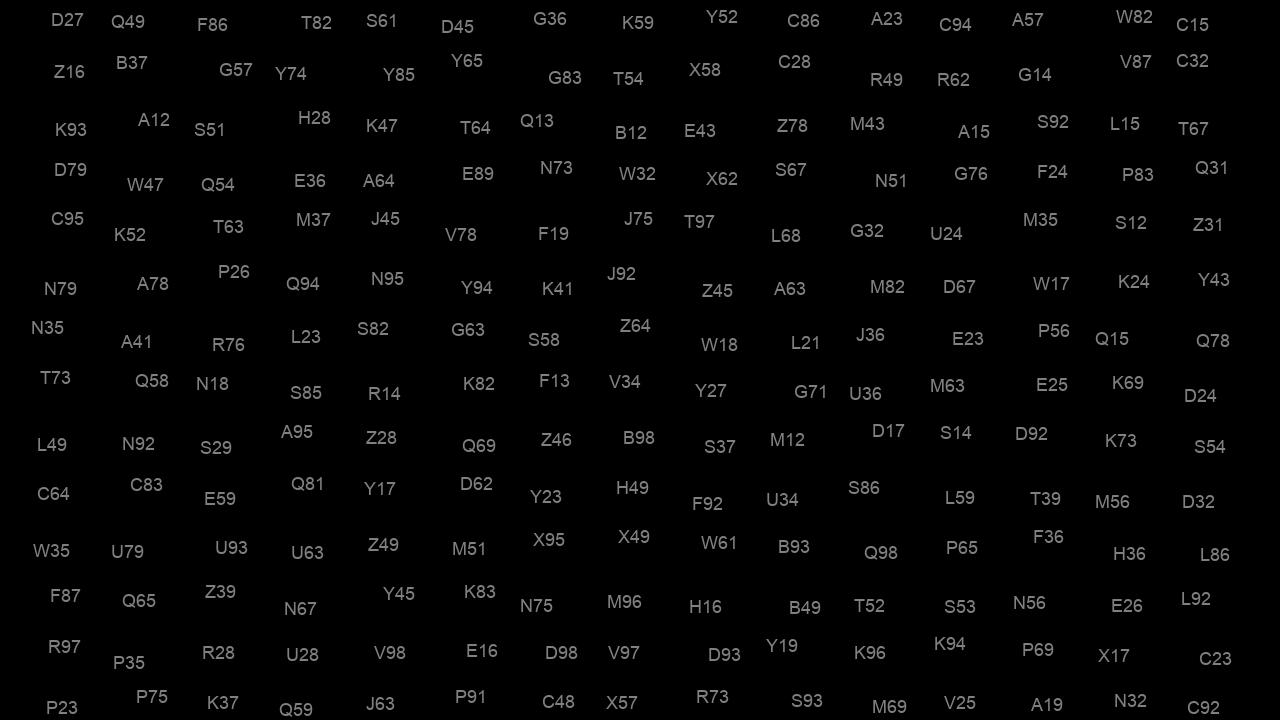 D27 Q49 F86 T82 S61 D45 G36 K59 Y52 C86 A23 C94 A57 W82 C15
Z16 B37 G57 Y74 Y85 Y65 G83 T54 X58 C28 R49 R62 G14 V87 C32
K93 A12 S51 H28 K47 T64 Q13 B12 E43 Z78 M43 A15 S92 L15 T67
D79 W47 Q54 E36 A64 E89 N73 W32 X62 S67 N51 G76 F24 P83 Q31
C95 K52 T63 M37 J45 V78 F19 J75 T97 L68 G32 U24 M35 S12 Z31
N79 A78 P26 Q94 N95 Y94 K41 J92 Z45 A63 M82 D67 W17 K24 Y43
N35 A41 R76 L23 S82 G63 S58 Z64 W18 L21 J36 E23 P56 Q15 Q78
T73 Q58 N18 S85 R14 K82 F13 V34 Y27 G71 U36 M63 E25 K69 D24
L49 N92 S29 A95 Z28 Q69 Z46 B98 S37 M12 D17 S14 D92 K73 S54
C64 C83 E59 Q81 Y17 D62 Y23 H49 F92 U34 S86 L59 T39 M56 D32
W35 U79 U93 U63 Z49 M51 X95 X49 W61 B93 Q98 P65 F36 H36 L86
F87 Q65 Z39 N67 Y45 K83 N75 M96 H16 B49 T52 S53 N56 E26 L92
R97 P35 R28 U28 V98 E16 D98 V97 D93 Y19 K96 K94 P69 X17 C23
P23 P75 K37 Q59 J63 P91 C48 X57 R73 S93 M69 V25 A19 N32 C92